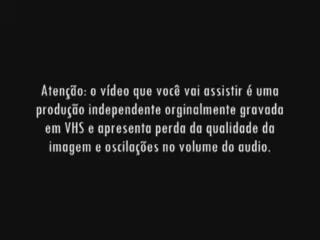 Atenção: o vídeo que você vai assistir é uma
produção independente orginalmente gravada
em VHS e apresenta perda da qualidade da
imagem e oscilações no volume do audio.